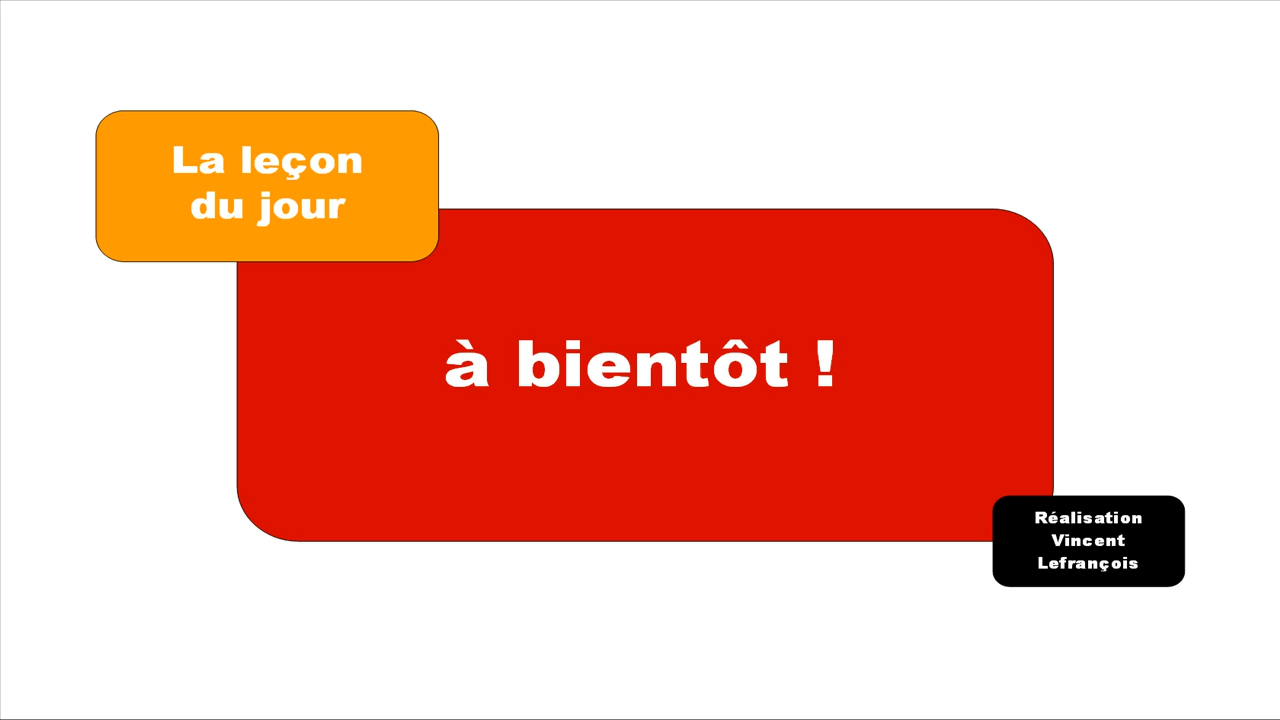 La leçon
du jour
à bientôt !
Réalisation
Vincent
Lefrançois